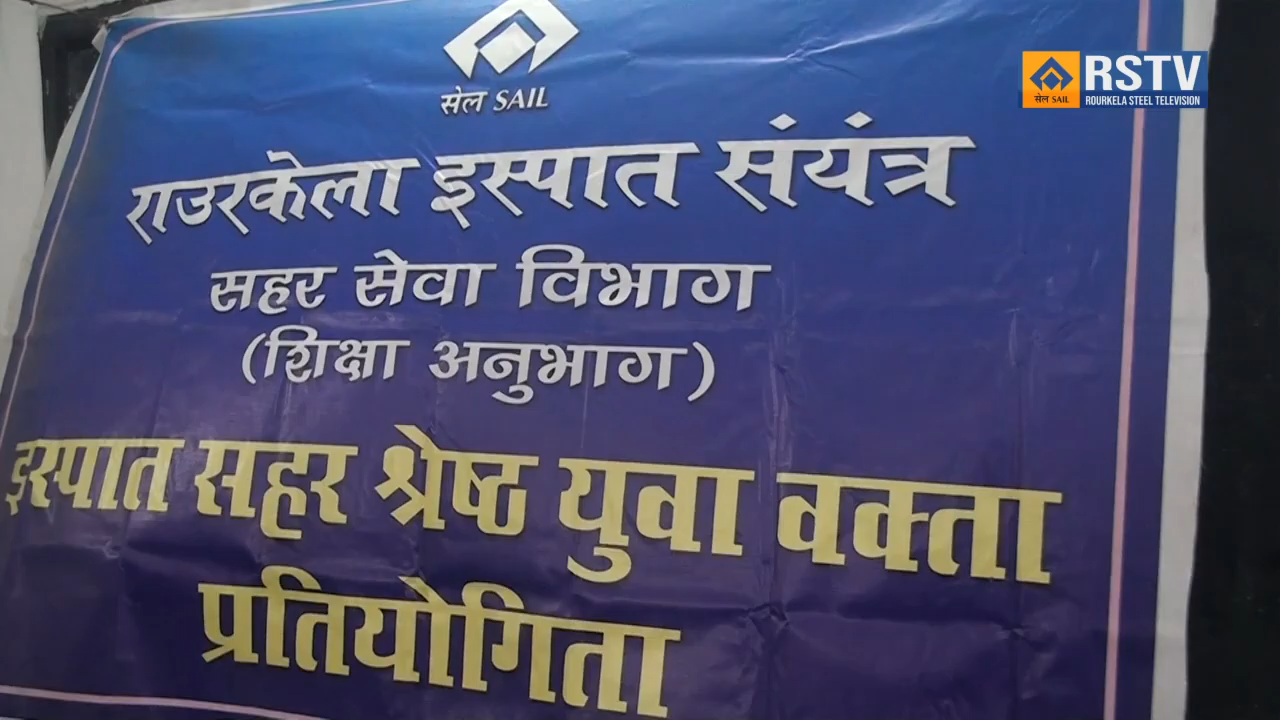 सेल SAIL
RSTV
सेल SAIL
ROURKELA STEEL TELEVISION
राउरकेला इस्पात संयंत्र
सहर सेवा विभाग
(शिक्षा अनुभाग)
इस्पात सहर श्रेष्ठ युवा वक्ता
प्रतियोगिता